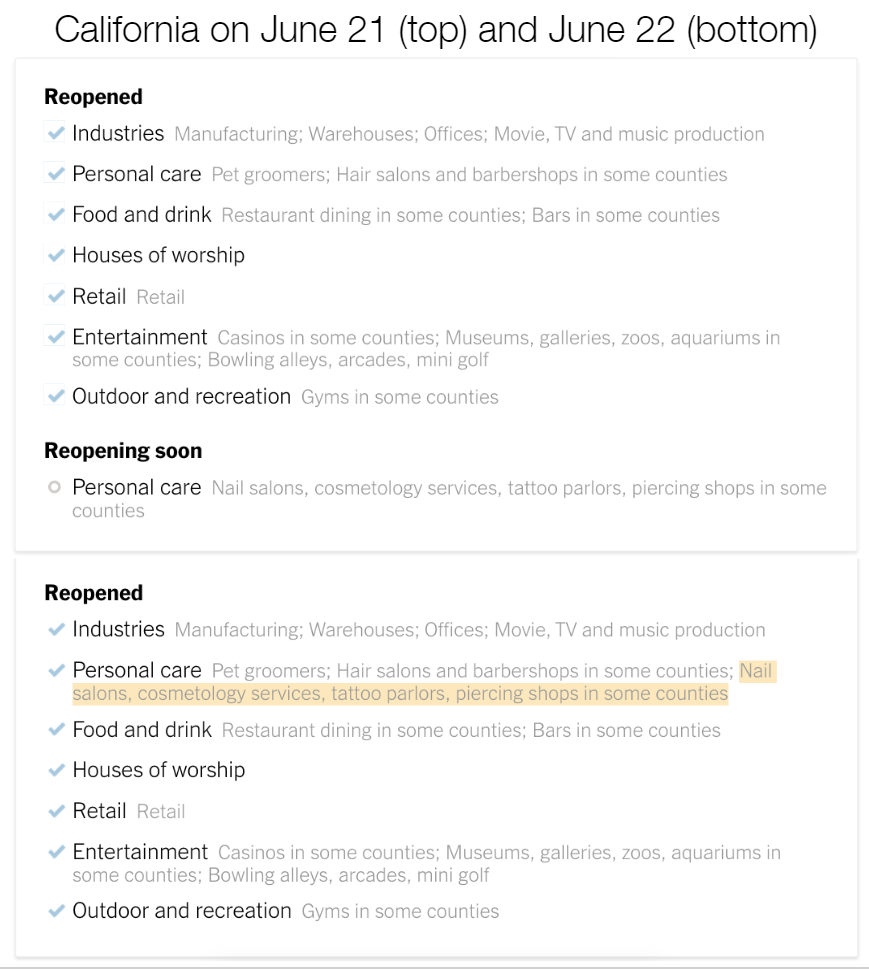 California on June 21 (top) and June 22 (bottom)
Reopened
Industries Manufacturing; Warehouses; Offices; Movie, TV and music production
Personal care Pet groomers; Hair salons and barbershops in some counties
Food and drink Restaurant dining in some counties; Bars in some counties
Houses of worship
Retail Retail
Entertainment Casinos in some counties; Museums, galleries, zoos, aquariums in
some counties; Bowling alleys, arcades, mini golf
Outdoor and recreation Gyms in some counties
Reopening soon
Personal care Nail salons, cosmetology services, tattoo parlors, piercing shops in some
counties
Reopened
Industries Manufacturing; Warehouses; Offices; Movie, TV and music production
Personal care Pet groomers; Hair salons and barbershops in some counties; Nail
salons, cosmetology services, tattoo parlors, piercing shops in some counties
Food and drink Restaurant dining in some counties; Bars in some counties
Houses of worship
Retail Retail
Entertainment Casinos in some counties; Museums, galleries, zoos, aquariums in
some counties; Bowling alleys, arcades, mini golf
Outdoor and recreation Gyms in some counties